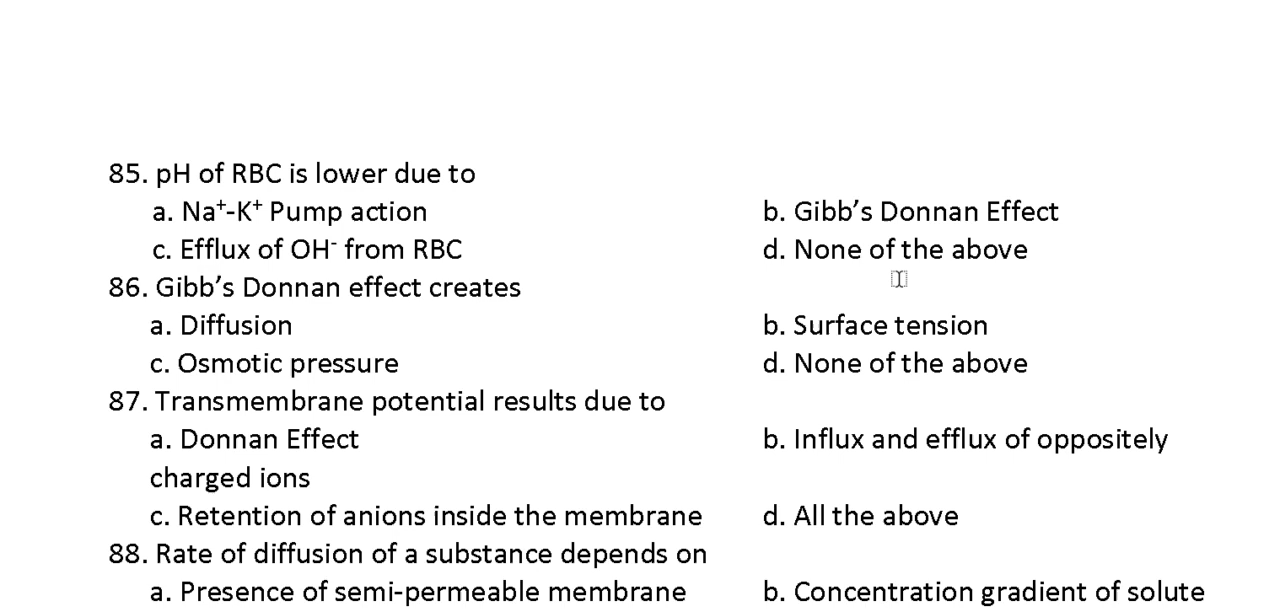 85. pH of RBC is lower due to
a. Na⁺-K⁺ Pump action b. Gibb’s Donnan Effect
c. Efflux of OH⁻ from RBC d. None of the above
86. Gibb’s Donnan effect creates
a. Diffusion b. Surface tension
c. Osmotic pressure d. None of the above
87. Transmembrane potential results due to
a. Donnan Effect b. Influx and efflux of oppositely
charged ions
c. Retention of anions inside the membrane d. All the above
88. Rate of diffusion of a substance depends on
a. Presence of semi-permeable membrane b. Concentration gradient of solute